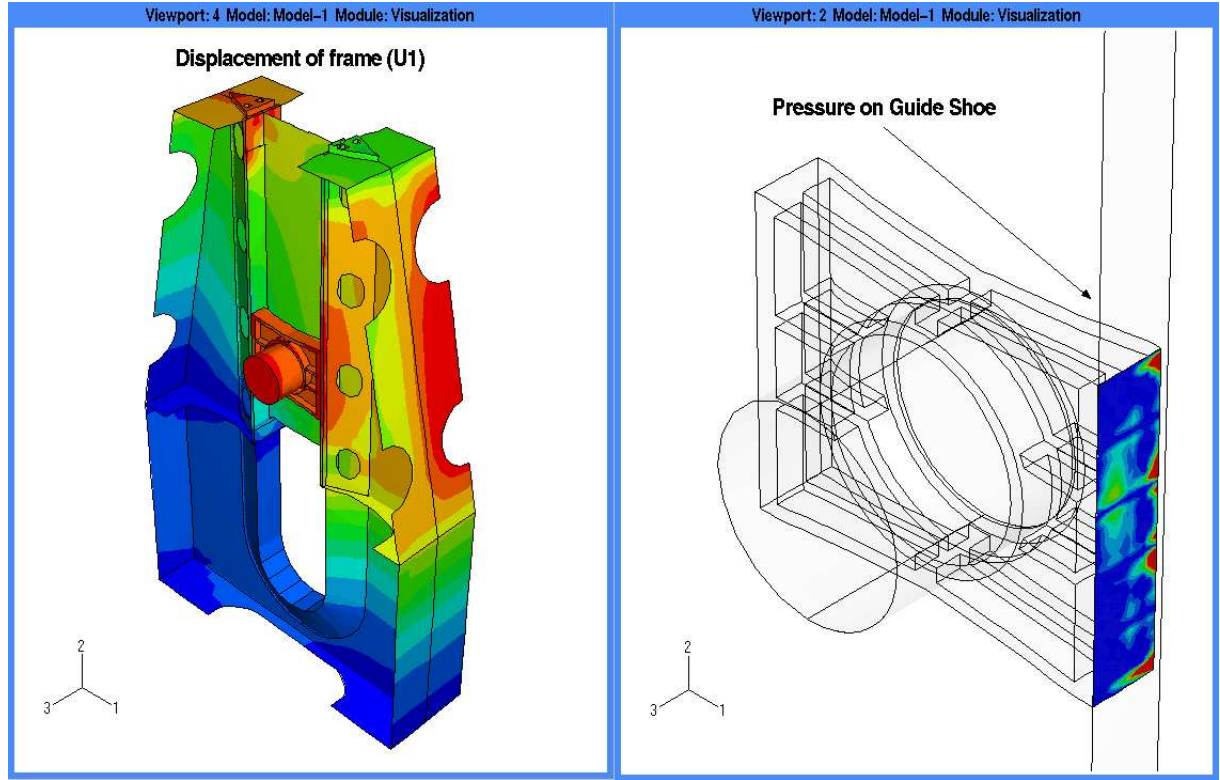 Viewport: 4 Model: Model-1 Module: Visualization
Displacement of frame (U1)
2
3
1
Viewport: 2 Model: Model-1 Module: Visualization
Pressure on Guide Shoe
2
3
1